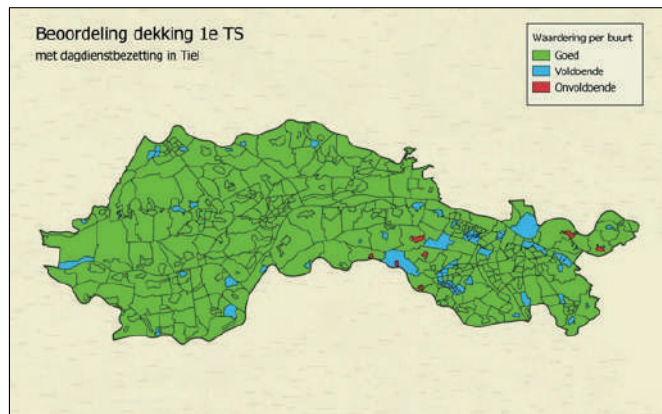 Beoordeling dekking 1e TS
met dagdienstbezetting in Tiel
Waardering per buurt
Goed
Voldoende
Onvoldoende